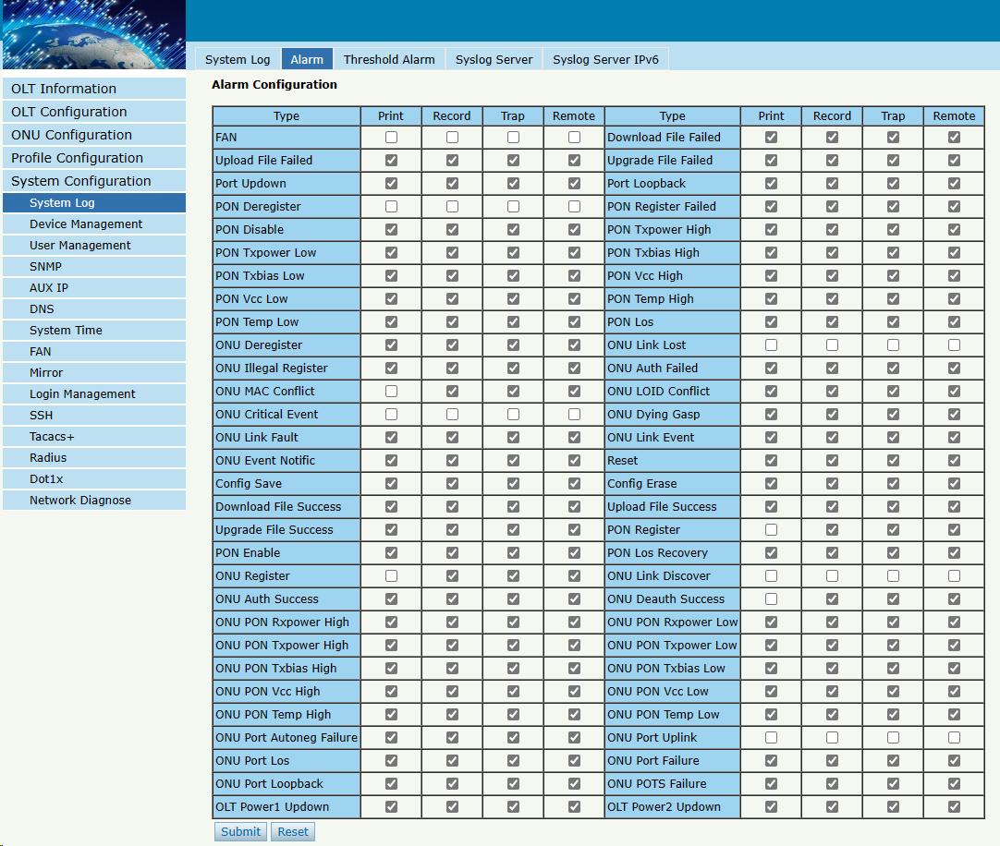 System Log Alarm Threshold Alarm Syslog Server Syslog Server IPv6
OLT Information
OLT Configuration
ONU Configuration
Profile Configuration
System Configuration
System Log
Device Management
User Management
SNMP
AUX IP
DNS
System Time
FAN
Mirror
Login Management
SSH
Tacacs+
Radius
Dot1x
Network Diagnose
Alarm Configuration
Type Print Record Trap Remote Type Print Record Trap Remote
FAN Download File Failed
Upload File Failed Upgrade File Failed
Port Updown Port Loopback
PON Deregister PON Register Failed
PON Disable PON Txpower High
PON Txpower Low PON Txbias High
PON Txbias Low PON Vcc High
PON Vcc Low PON Temp High
PON Temp Low PON Los
ONU Deregister ONU Link Lost
ONU Illegal Register ONU Auth Failed
ONU MAC Conflict ONU LOID Conflict
ONU Critical Event ONU Dying Gasp
ONU Link Fault ONU Link Event
ONU Event Notific Reset
Config Save Config Erase
Download File Success Upload File Success
Upgrade File Success PON Register
PON Enable PON Los Recovery
ONU Register ONU Link Discover
ONU Auth Success ONU Deauth Success
ONU PON Rxpower High ONU PON Rxpower Low
ONU PON Txpower High ONU PON Txpower Low
ONU PON Txbias High ONU PON Txbias Low
ONU PON Vcc High ONU PON Vcc Low
ONU PON Temp High ONU PON Temp Low
ONU Port Autoneg Failure ONU Port Uplink
ONU Port Los ONU Port Failure
ONU Port Loopback ONU POTS Failure
OLT Power1 Updown OLT Power2 Updown
Submit Reset